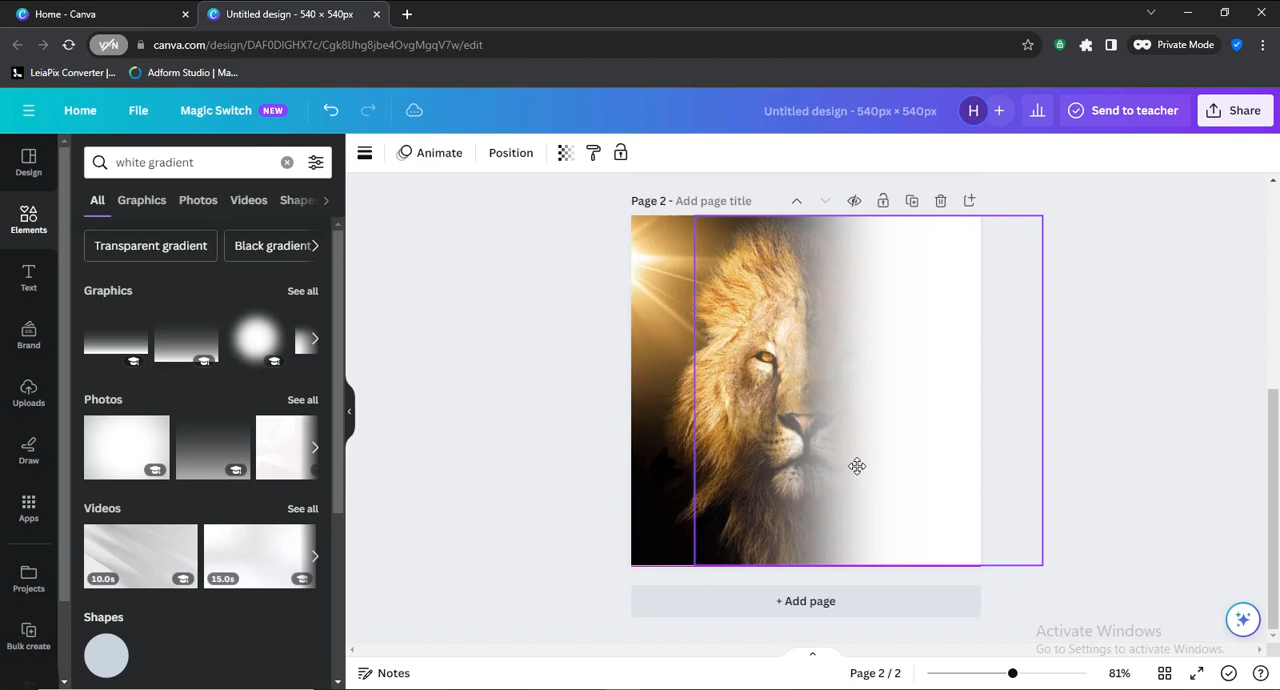 Home - Canva
Untitled design - 540 × 540px
VPN
canva.com/design/DAF0DIGHX7c/Cgk8lJhg8jbe4OvgMgqV7w/edit
Private Mode
LeiaPix Converter |...
Adform Studio | Ma...
Home
File
Magic Switch
NEW
Untitled design - 540px × 540px
H
Send to teacher
Share
Design
Elements
Text
Brand
Uploads
Draw
Apps
Projects
Bulk create
white gradient
All
Graphics
Photos
Videos
Shape
Transparent gradient
Black gradient
Graphics
See all
Photos
See all
Videos
See all
10.0s
15.0s
Shapes
Animate
Position
Page 2 - Add page title
+ Add page
Activate Windows
Go to Settings to activate Windows.
Notes
Page 2 / 2
81%